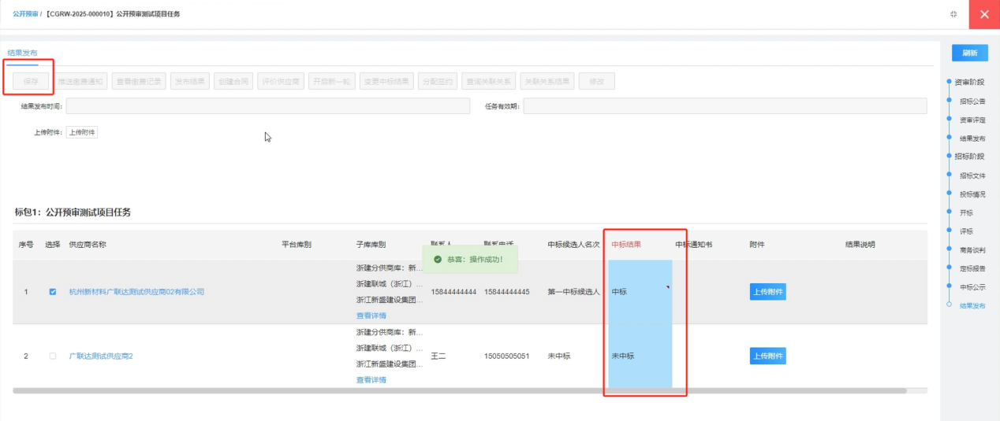 公开预审 / 【CGRW-2025-000010】公开预审测试项目任务
结果发布
刷新
保存 推送缴费通知 查看缴费记录 发布结果 创建合同 评价供应商 开启新一轮 变更中标结果 分配签约 查询关联关系 关联关系结果 修改
结果发布时间: 任务有效期:
上传附件: 上传附件
标包1: 公开预审测试项目任务
序号 选择 供应商名称 平台库别 子库库别 联系人 联系电话 中标候选人名次 中标结果 中标通知书 附件 结果说明
恭喜: 操作成功!
浙建分供商库: 新...
浙建联城（浙江）...
1 杭州新材料广联达测试供应商02有限公司 15844444444 15844444445 第一中标候选人 中标 上传附件
浙江新盛建设集团...
查看详情
浙建分供商库: 新...
浙建联城（浙江）...
2 广联达测试供应商2 王二 15050505051 未中标 未中标 上传附件
浙江新盛建设集团...
查看详情
资审阶段
招标公告
资审评定
结果发布
招标阶段
招标文件
投标情况
开标
评标
商务谈判
定标报告
中标公示
结果发布